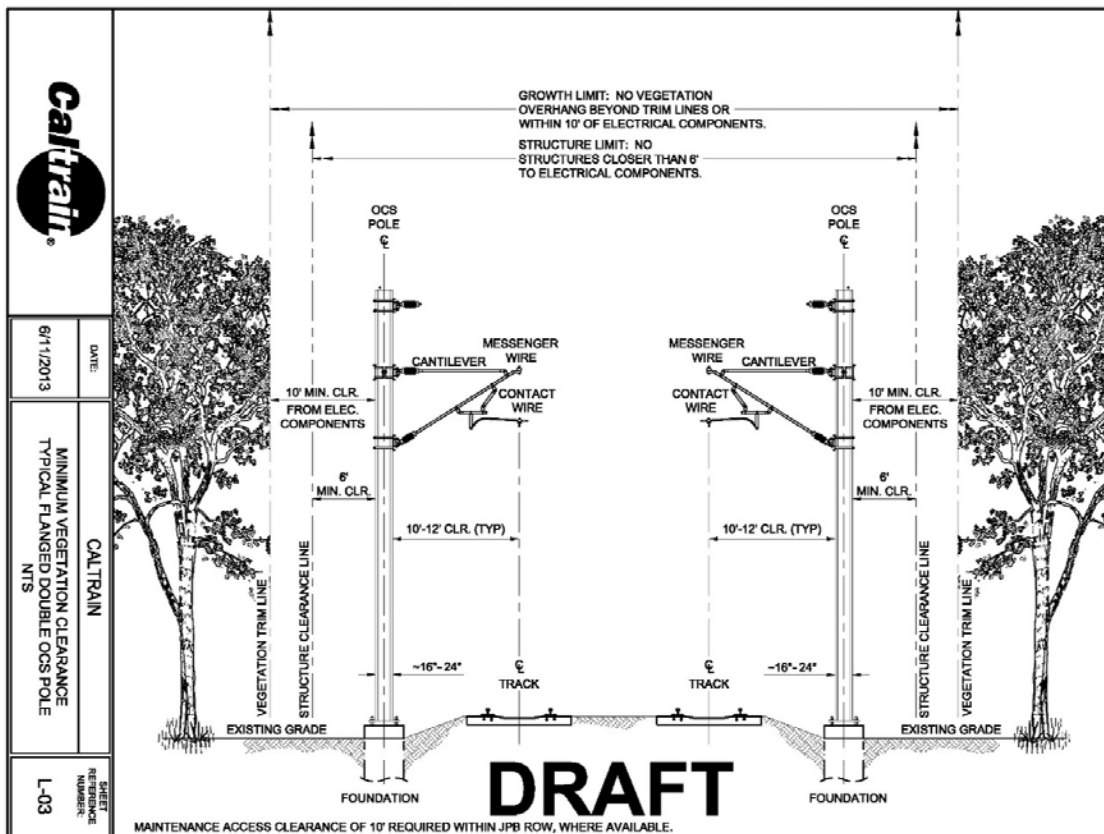 GROWTH LIMIT: NO VEGETATION
OVERHANG BEYOND TRIM LINES OR
WITHIN 10' OF ELECTRICAL COMPONENTS.
STRUCTURE LIMIT: NO
STRUCTURES CLOSER THAN 6'
TO ELECTRICAL COMPONENTS.
OCS
POLE
℄
OCS
POLE
℄
MESSENGER
WIRE
CANTILEVER
CONTACT
WIRE
MESSENGER
WIRE
CANTILEVER
CONTACT
WIRE
10' MIN. CLR.
FROM ELEC.
COMPONENTS
10' MIN. CLR.
FROM ELEC.
COMPONENTS
6'
MIN. CLR.
6'
MIN. CLR.
10'-12' CLR. (TYP)
10'-12' CLR. (TYP)
VEGETATION TRIM LINE
STRUCTURE CLEARANCE LINE
STRUCTURE CLEARANCE LINE
VEGETATION TRIM LINE
~16"-24"
℄
TRACK
℄
TRACK
~16"-24"
EXISTING GRADE
EXISTING GRADE
FOUNDATION
DRAFT
FOUNDATION
MAINTENANCE ACCESS CLEARANCE OF 10' REQUIRED WITHIN JPB ROW, WHERE AVAILABLE.
Caltrain®
DATE:
6/11/2013
CALTRAIN
MINIMUM VEGETATION CLEARANCE
TYPICAL FLANGED DOUBLE OCS POLE
NTS
SHEET
REFERENCE
NUMBER:
L-03